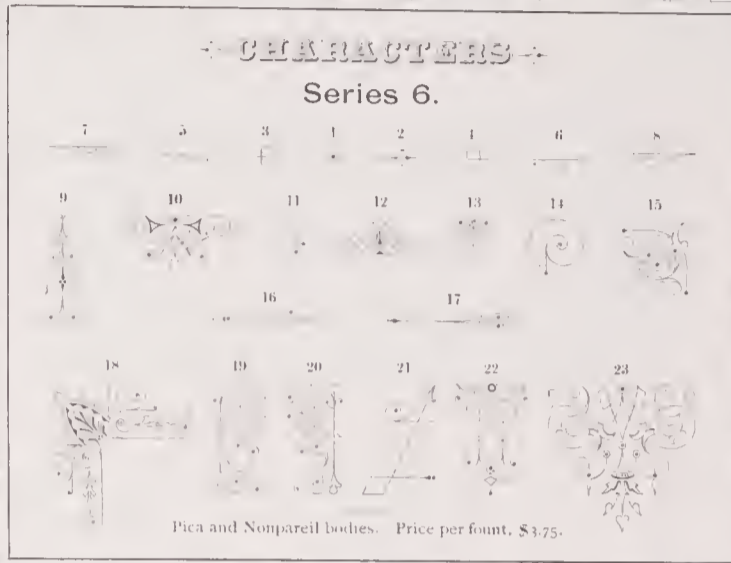 CHARACTERS
Series 6.
7 5 3 1 2 4 6 8
9 10 11 12 13 14 15
16 17
18 19 20 21 22 23
Pica and Nonpareil bodies. Price per fount, $3.75.